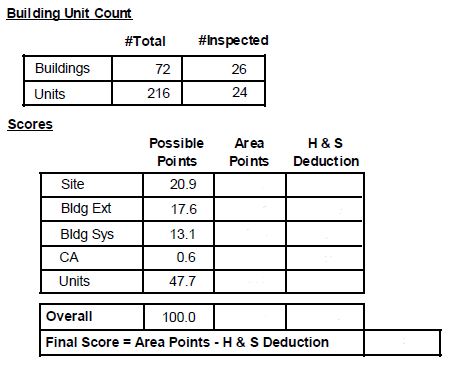 Building Unit Count
#Total #Inspected
Buildings 72 26
Units 216 24
Scores
Possible Area H & S
Points Points Deduction
Site 20.9
Bldg Ext 17.6
Bldg Sys 13.1
CA 0.6
Units 47.7
Overall 100.0
Final Score = Area Points - H & S Deduction